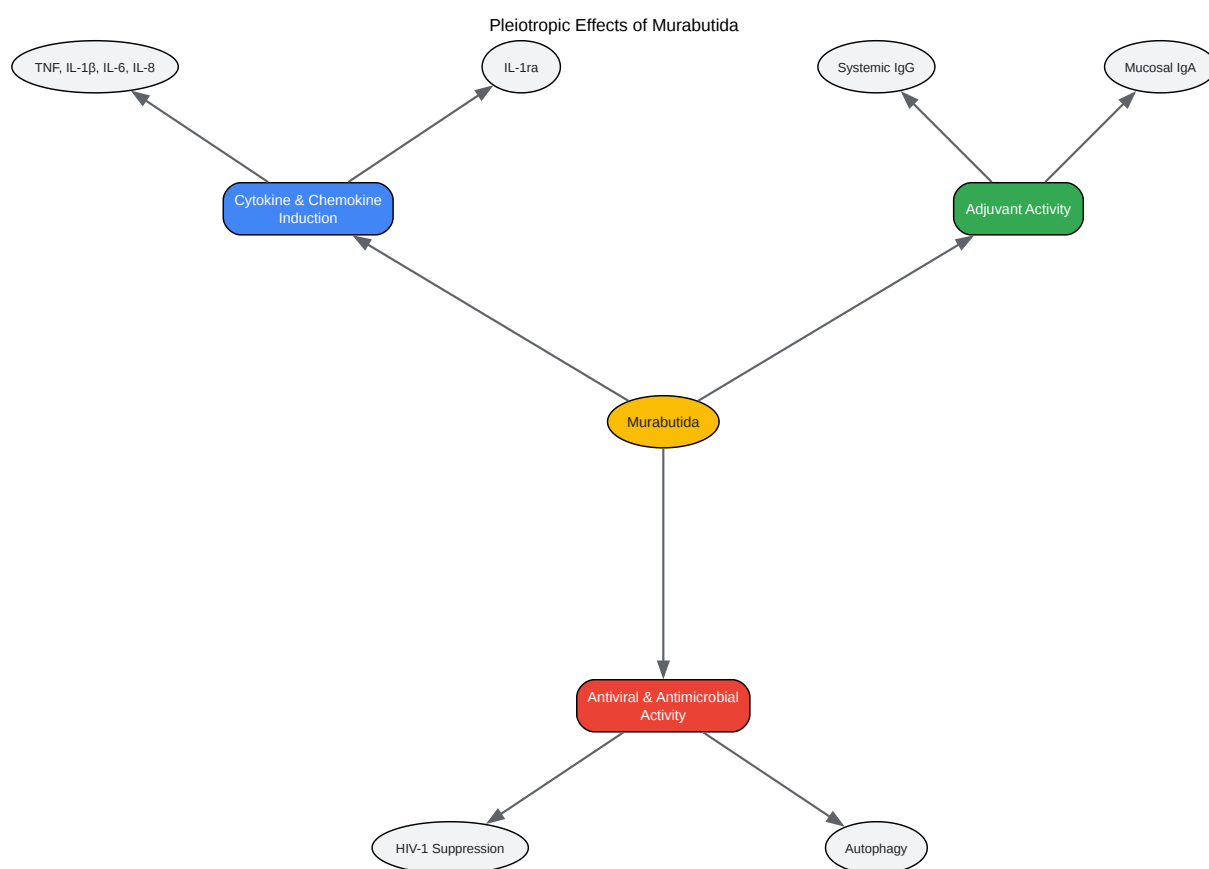 Pleiotropic Effects of Murabutida
TNF, IL-1β, IL-6, IL-8
IL-1ra
Systemic IgG
Mucosal IgA
Cytokine & Chemokine
Induction
Adjuvant Activity
Murabutida
Antiviral & Antimicrobial
Activity
HIV-1 Suppression
Autophagy